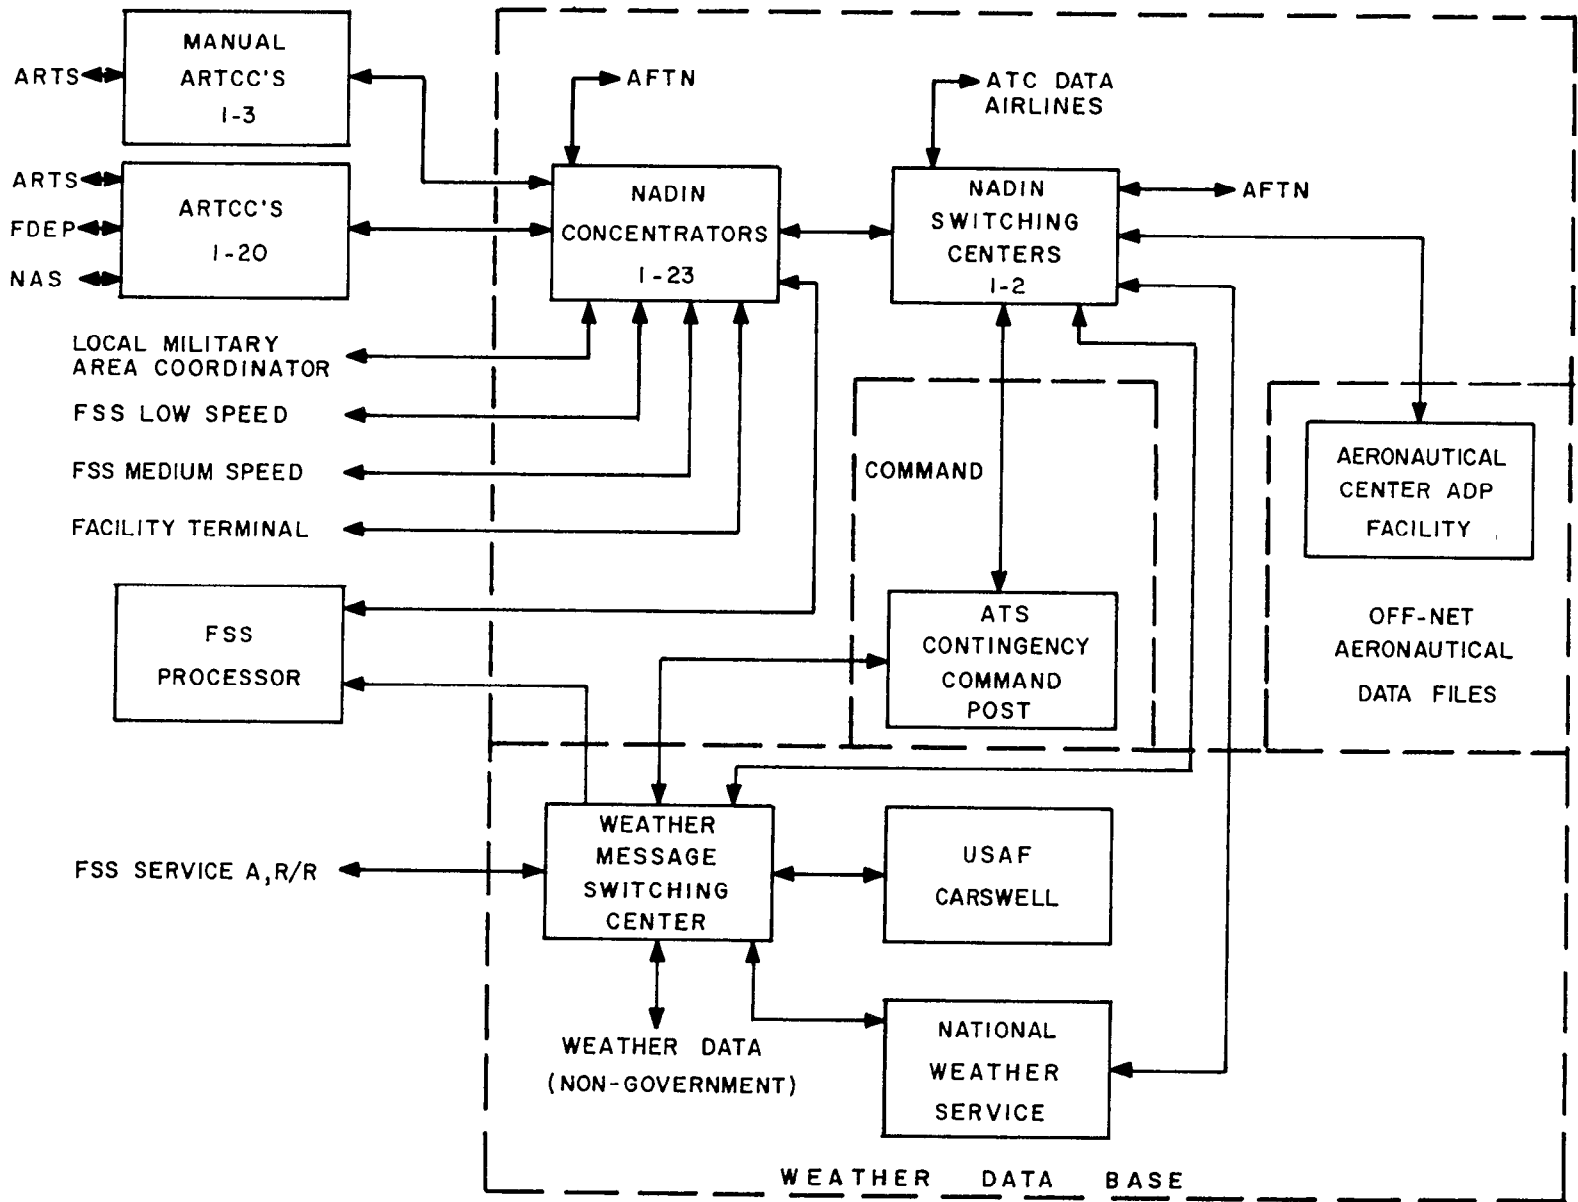 MANUAL
ARTCC'S
1-3
ARTS
AFTN
ATC DATA
AIRLINES
ARTS
FDEP
NAS
ARTCC'S
1-20
NADIN
CONCENTRATORS
1-23
NADIN
SWITCHING
CENTERS
1-2
AFTN
LOCAL MILITARY
AREA COORDINATOR
FSS LOW SPEED
FSS MEDIUM SPEED
FACILITY TERMINAL
COMMAND
AERONAUTICAL
CENTER ADP
FACILITY
FSS
PROCESSOR
ATS
CONTINGENCY
COMMAND
POST
OFF-NET
AERONAUTICAL
DATA FILES
FSS SERVICE A,R/R
WEATHER
MESSAGE
SWITCHING
CENTER
USAF
CARSWELL
WEATHER DATA
(NON-GOVERNMENT)
NATIONAL
WEATHER
SERVICE
WEATHER DATA BASE